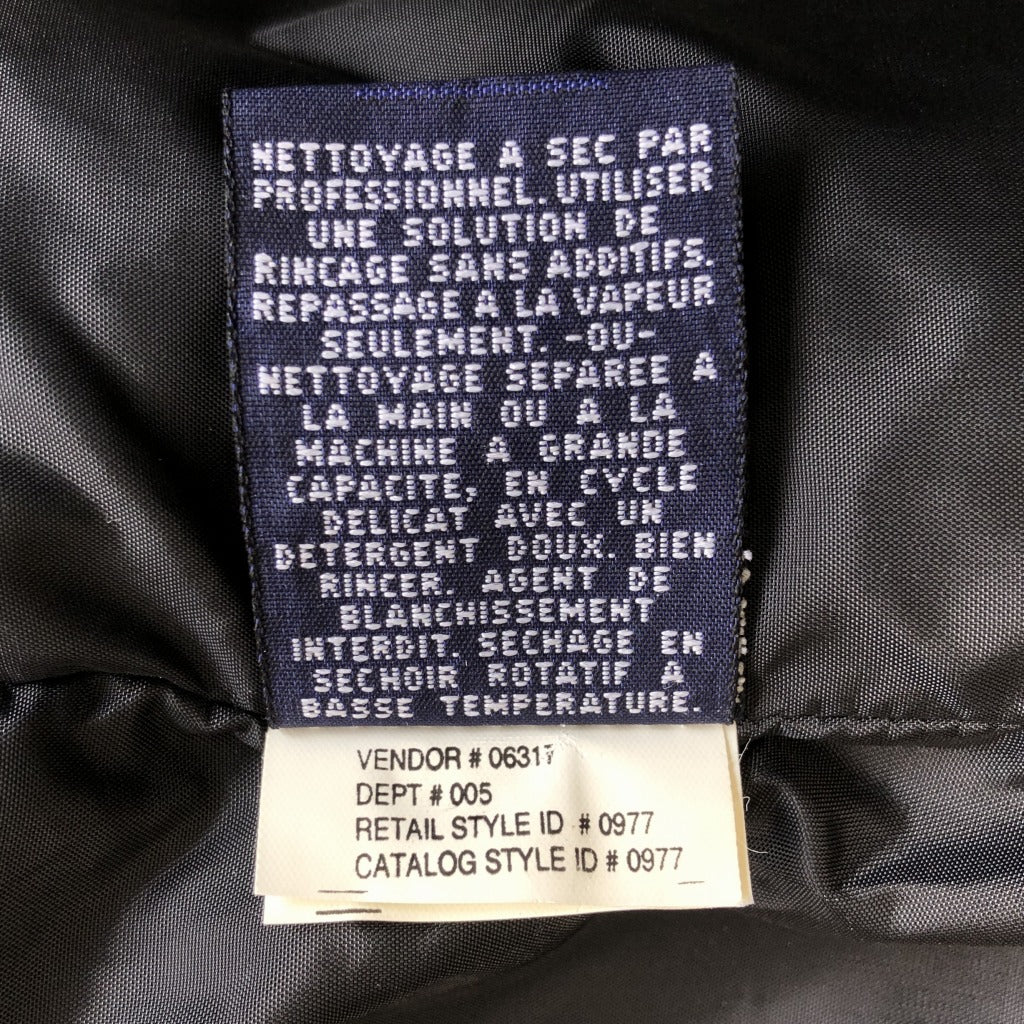 NETTOYAGE A SEC PAR
PROFESSIONNEL. UTILISER
UNE SOLUTION DE
RINCAGE SANS ADDITIFS.
REPASSAGE A LA VAPEUR
SEULEMENT. -OU-
NETTOYAGE SEPAREE A
LA MAIN OU A LA
MACHINE A GRANDE
CAPACITE, EN CYCLE
DELICAT AVEC UN
DETERGENT DOUX. BIEN
RINCER. AGENT DE
BLANCHISSEMENT
INTERDIT. SECHAGE EN
SECHOIR ROTATIF A
BASSE TEMPERATURE.
VENDOR #
DEPT # 005
RETAIL STYLE ID # 0977
CATALOG STYLE ID # 0977